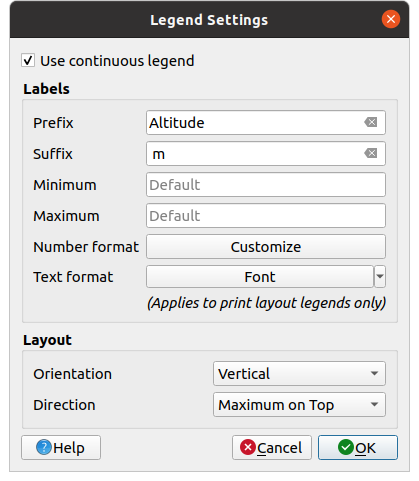 Legend Settings
Use continuous legend
Labels
Prefix Altitude
Suffix m
Minimum Default
Maximum Default
Number format Customize
Text format Font
(Applies to print layout legends only)
Layout
Orientation Vertical
Direction Maximum on Top
Help Cancel OK